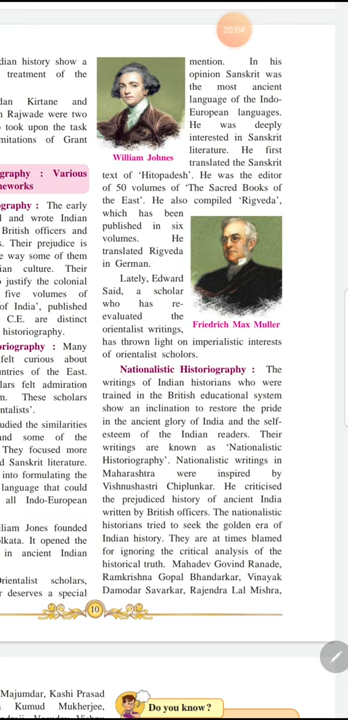 20:04
dian history show a
treatment of the
dan Kirtane and
n Rajwade were two
o took upon the task
mitations of Grant
graphy : Various
neworks
ography : The early
l and wrote Indian
British officers and
s. Their prejudice is
e way some of them
ian culture. Their
o justify the colonial
five volumes of
of India’, published
C.E. are distinct
historiography.
oriography : Many
felt curious about
untries of the East.
lars felt admiration
m. These scholars
ntalists’.
udied the similarities
and some of the
They focused more
d Sanskrit literature.
into formulating the
language that could
all Indo-European
lliam Jones founded
olkata. It opened the
in ancient Indian
Orientalist scholars,
r deserves a special
William Johnes
mention. In his
opinion Sanskrit was
the most ancient
language of the Indo-
European languages.
He was deeply
interested in Sanskrit
literature. He first
translated the Sanskrit
text of ‘Hitopadesh’. He was the editor
of 50 volumes of ‘The Sacred Books of
the East’. He also compiled ‘Rigveda’,
which has been
published in six
volumes. He
translated Rigveda
in German.
Lately, Edward
Said, a scholar
who has re-
evaluated the
orientalist writings,
Friedrich Max Muller
has thrown light on imperialistic interests
of orientalist scholars.
Nationalistic Historiography : The
writings of Indian historians who were
trained in the British educational system
show an inclination to restore the pride
in the ancient glory of India and the self-
esteem of the Indian readers. Their
writings are known as ‘Nationalistic
Historiography’. Nationalistic writings in
Maharashtra were inspired by
Vishnushastri Chiplunkar. He criticised
the prejudiced history of ancient India
written by British officers. The nationalistic
historians tried to seek the golden era of
Indian history. They are at times blamed
for ignoring the critical analysis of the
historical truth. Mahadev Govind Ranade,
Ramkrishna Gopal Bhandarkar, Vinayak
Damodar Savarkar, Rajendra Lal Mishra,
10
Majumdar, Kashi Prasad
Kumud Mukherjee,
Do you know ?